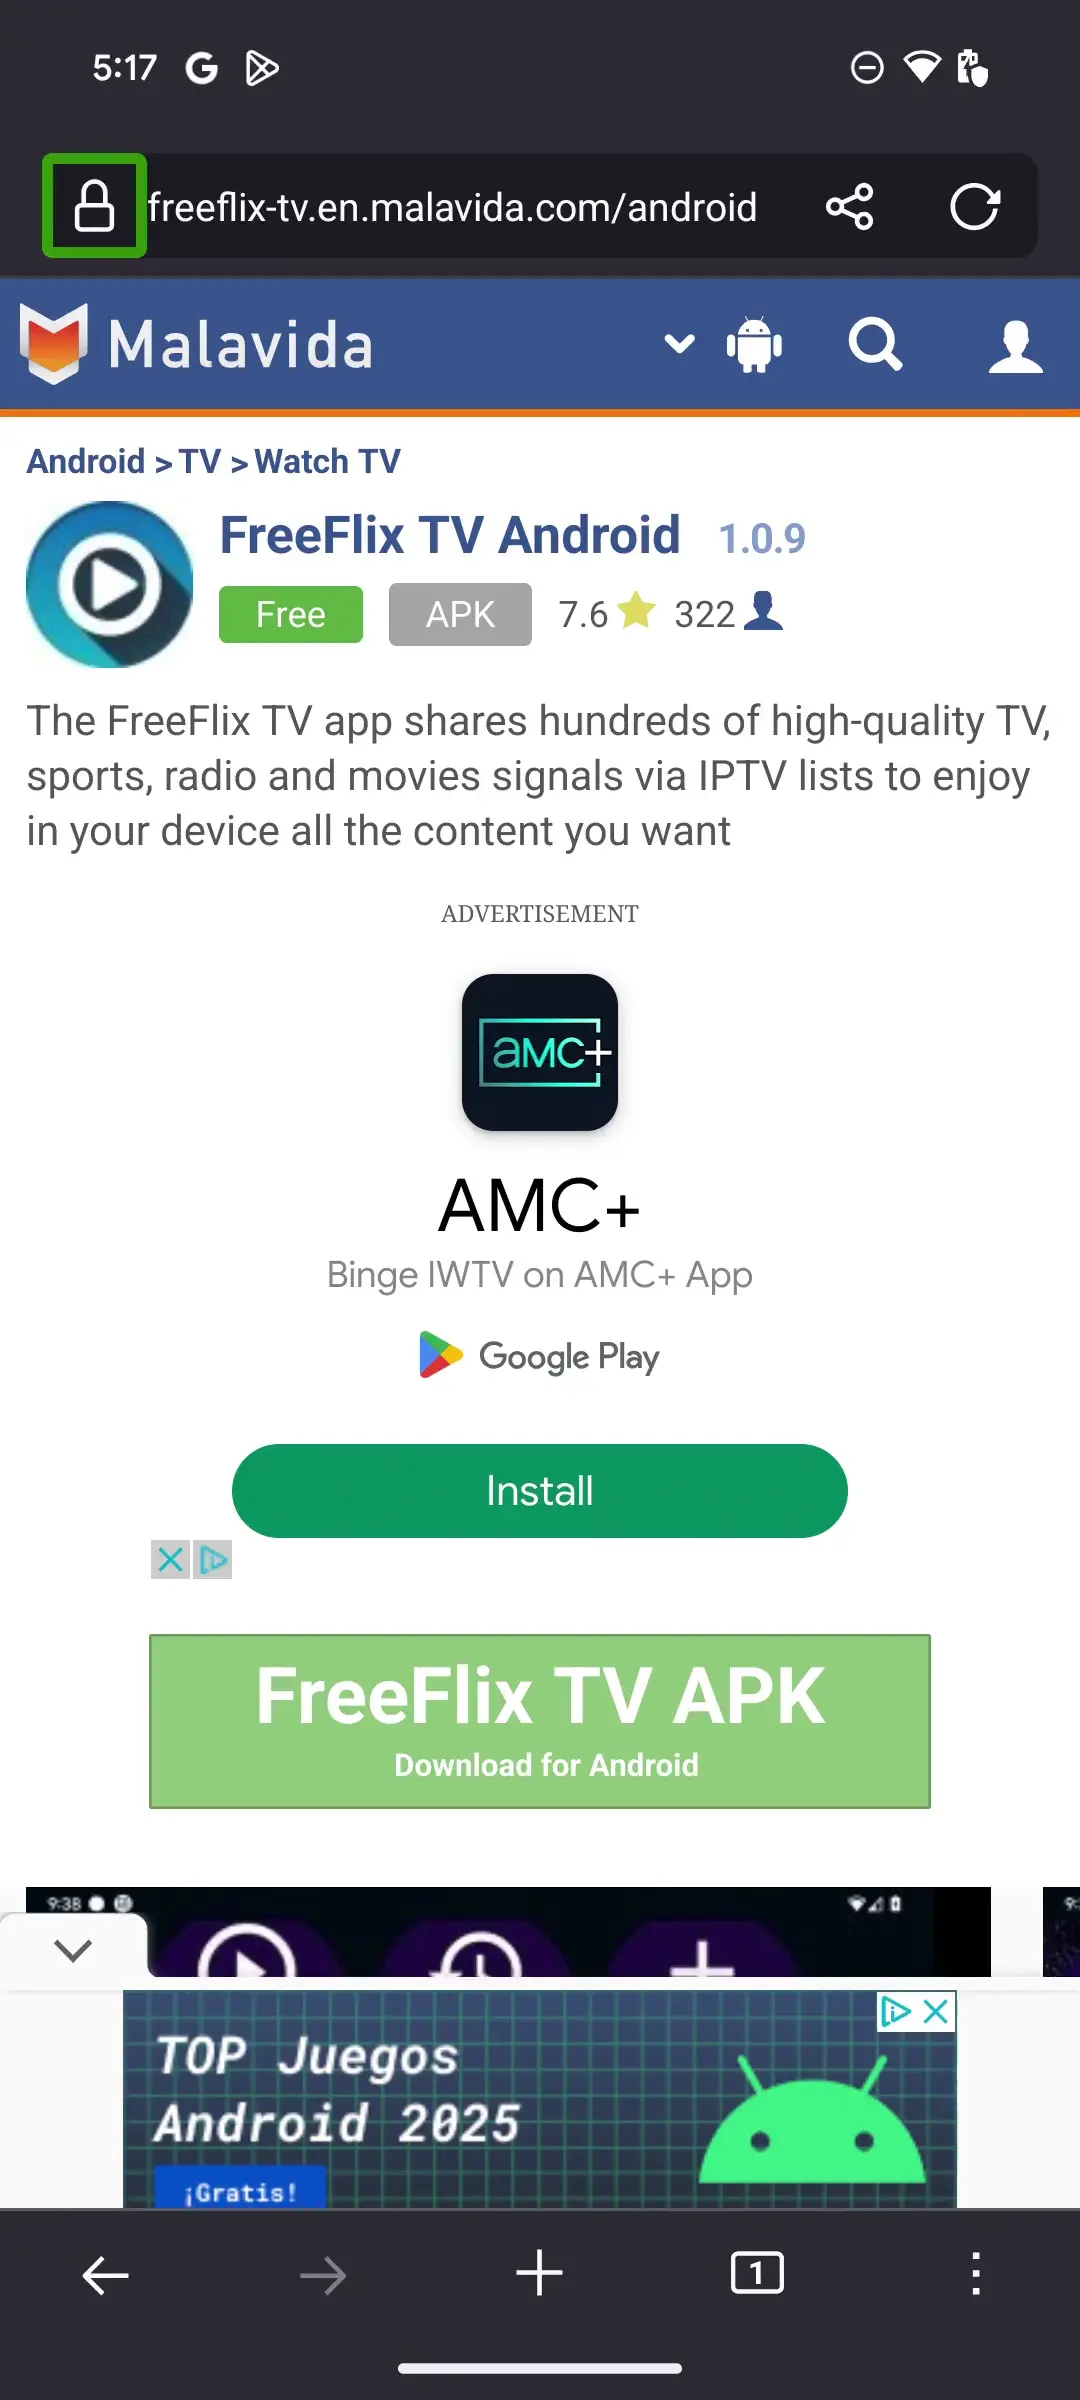 5:17
freeflix-tv.en.malavida.com/android
Malavida
Android > TV > Watch TV
FreeFlix TV Android 1.0.9
Free APK 7.6 322
The FreeFlix TV app shares hundreds of high-quality TV,
sports, radio and movies signals via IPTV lists to enjoy
in your device all the content you want
ADVERTISEMENT
aMC+
AMC+
Binge IWTV on AMC+ App
Google Play
Install
FreeFlix TV APK
Download for Android
9:38
TOP Juegos
Android 2025
¡Gratis!
1